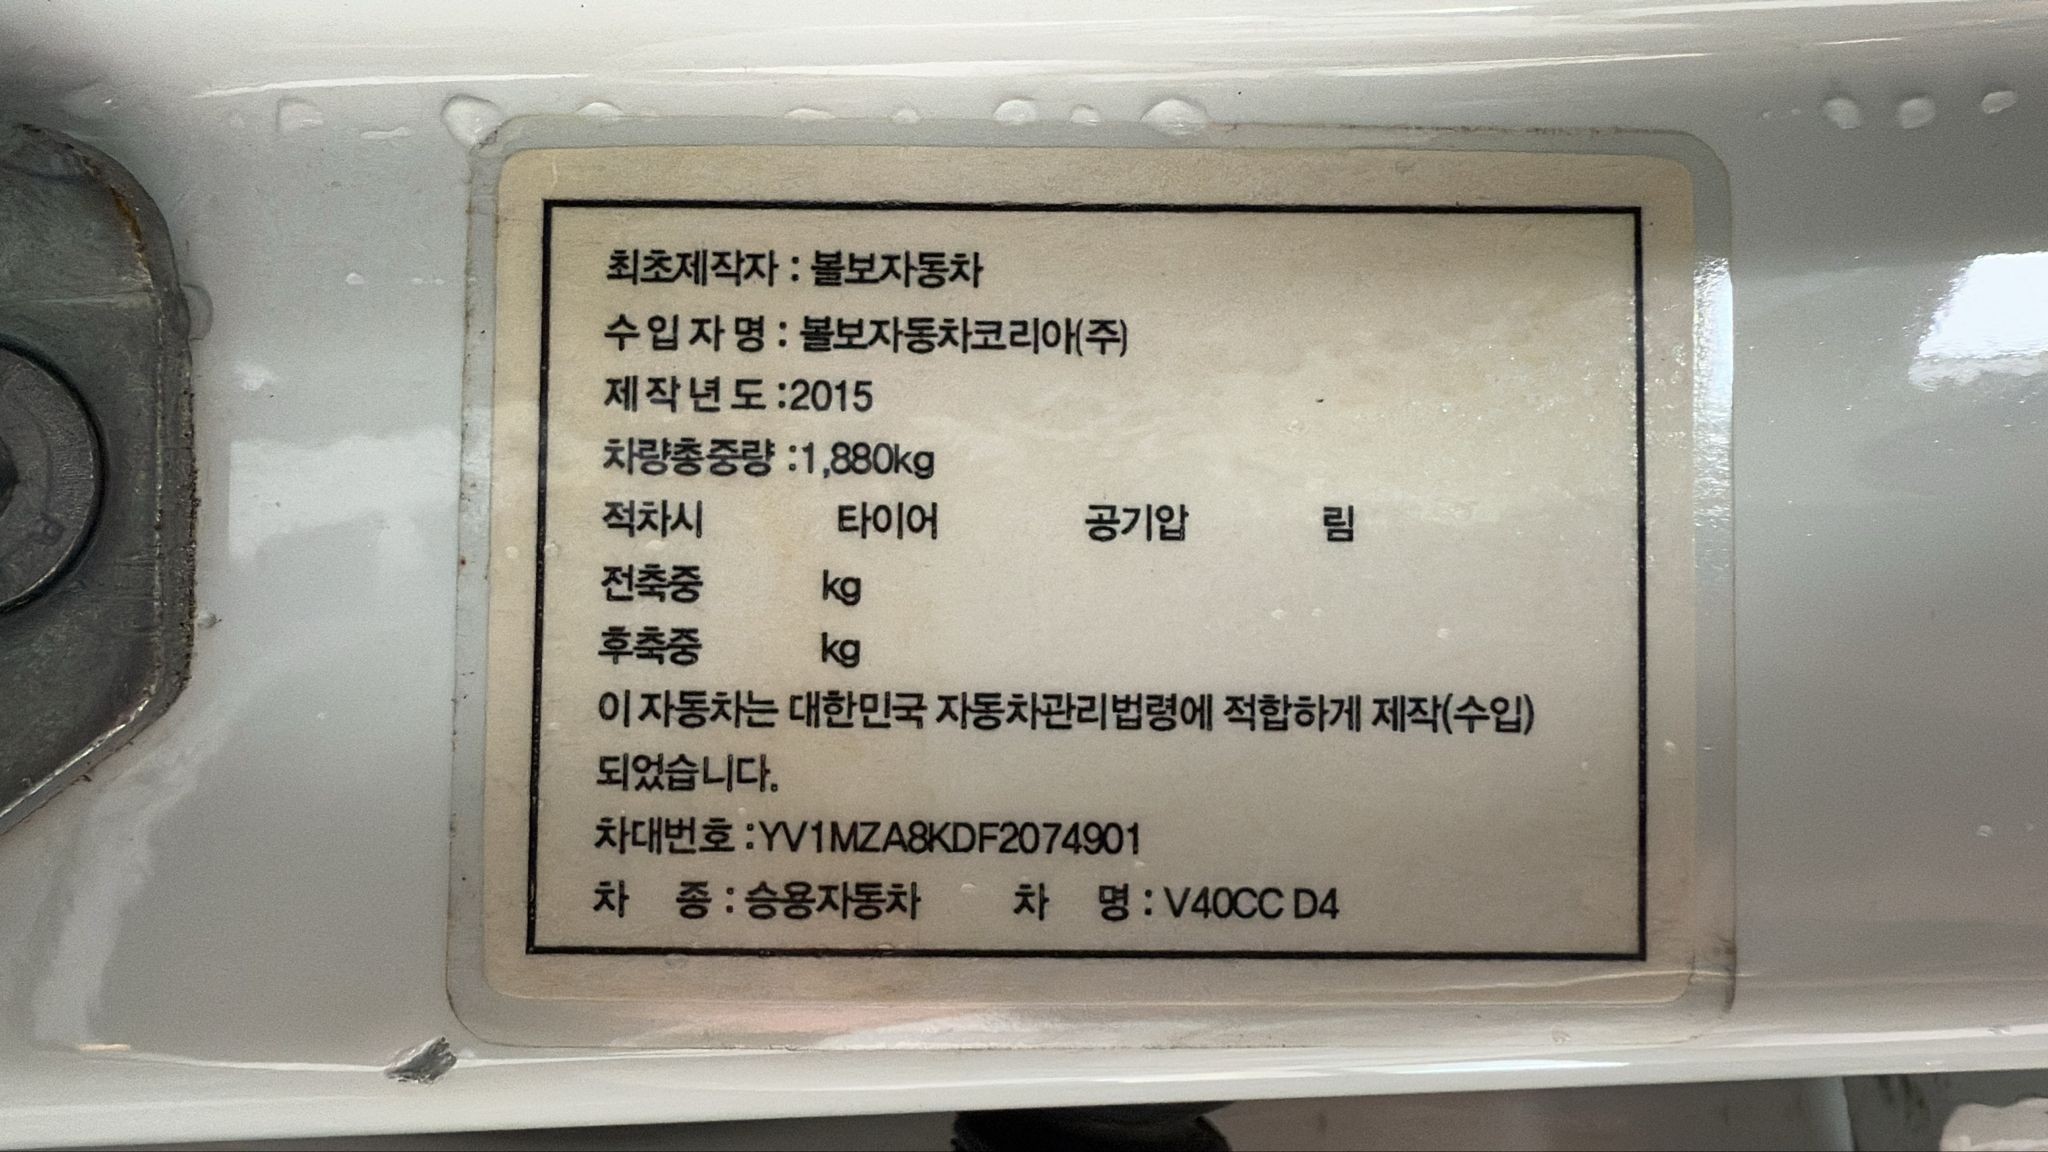 최초제작자 : 볼보자동차
수 입 자 명 : 볼보자동차코리아(주)
제 작 년 도 :2015
차량총중량 :1,880kg
적차시 타이어 공기압 림
전축중 kg
후축중 kg
이 자동차는 대한민국 자동차관리법령에 적합하게 제작(수입)
되었습니다.
차대번호 :YV1MZA8KDF2074901
차 종 : 승용자동차 차 명 : V40CC D4